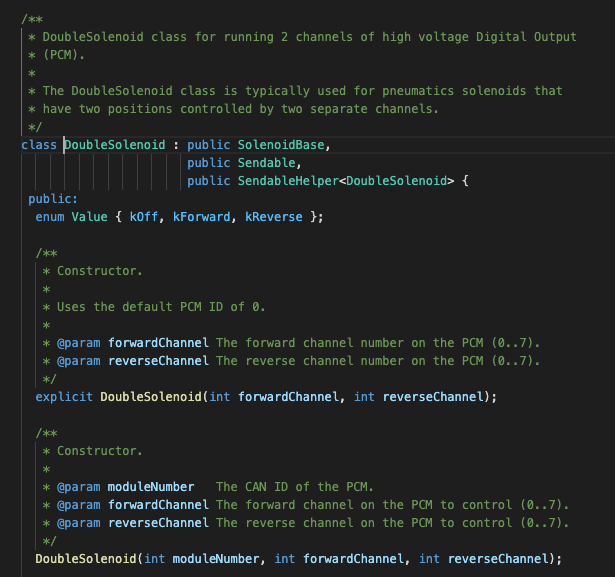 /**
* DoubleSolenoid class for running 2 channels of high voltage Digital Output
* (PCM).
*
* The DoubleSolenoid class is typically used for pneumatics solenoids that
* have two positions controlled by two separate channels.
*/
class DoubleSolenoid : public SolenoidBase,
public Sendable,
public SendableHelper<DoubleSolenoid> {
public:
enum Value { kOff, kForward, kReverse };
/**
* Constructor.
*
* Uses the default PCM ID of 0.
*
* @param forwardChannel The forward channel number on the PCM (0..7).
* @param reverseChannel The reverse channel number on the PCM (0..7).
*/
explicit DoubleSolenoid(int forwardChannel, int reverseChannel);
/**
* Constructor.
*
* @param moduleNumber   The CAN ID of the PCM.
* @param forwardChannel The forward channel on the PCM to control (0..7).
* @param reverseChannel The reverse channel on the PCM to control (0..7).
*/
DoubleSolenoid(int moduleNumber, int forwardChannel, int reverseChannel);